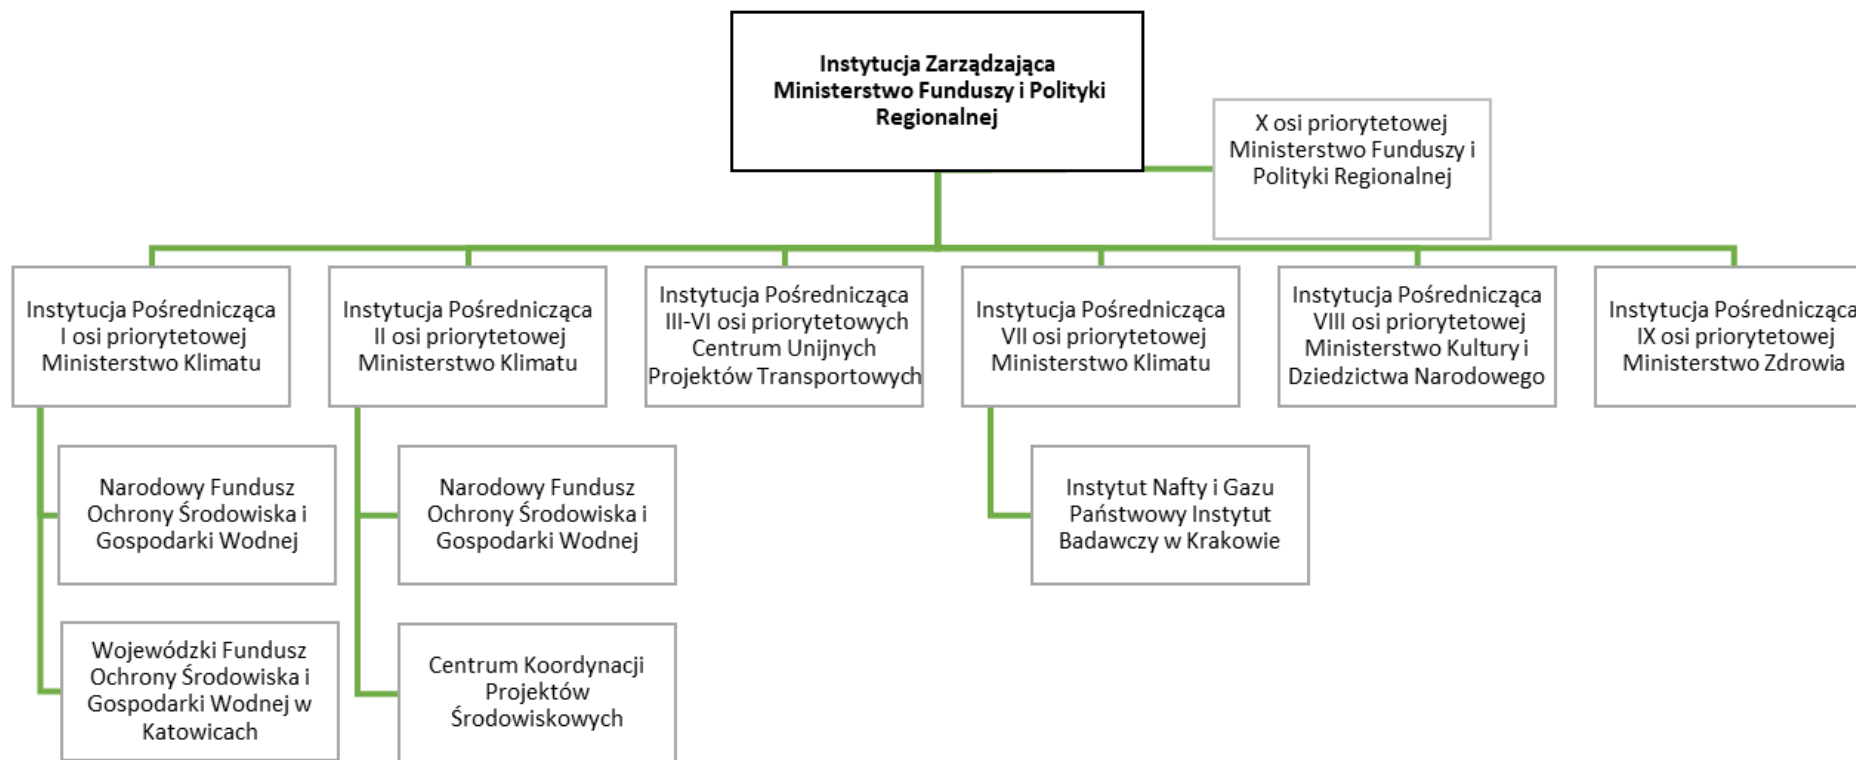 Instytucja Zarządzająca
Ministerstwo Funduszy i Polityki
Regionalnej
X osi priorytetowej
Ministerstwo Funduszy i
Polityki Regionalnej
Instytucja Pośrednicząca
I osi priorytetowej
Ministerstwo Klimatu
Instytucja Pośrednicząca
II osi priorytetowej
Ministerstwo Klimatu
Instytucja Pośrednicząca
III-VI osi priorytetowych
Centrum Unijnych
Projektów Transportowych
Instytucja Pośrednicząca
VII osi priorytetowej
Ministerstwo Klimatu
Instytucja Pośrednicząca
VIII osi priorytetowej
Ministerstwo Kultury i
Dziedzictwa Narodowego
Instytucja Pośrednicząca
IX osi priorytetowej
Ministerstwo Zdrowia
Narodowy Fundusz
Ochrony Środowiska i
Gospodarki Wodnej
Narodowy Fundusz
Ochrony Środowiska i
Gospodarki Wodnej
Instytut Nafty i Gazu
Państwowy Instytut
Badawczy w Krakowie
Wojewódzki Fundusz
Ochrony Środowiska i
Gospodarki Wodnej w
Katowicach
Centrum Koordynacji
Projektów
Środowiskowych